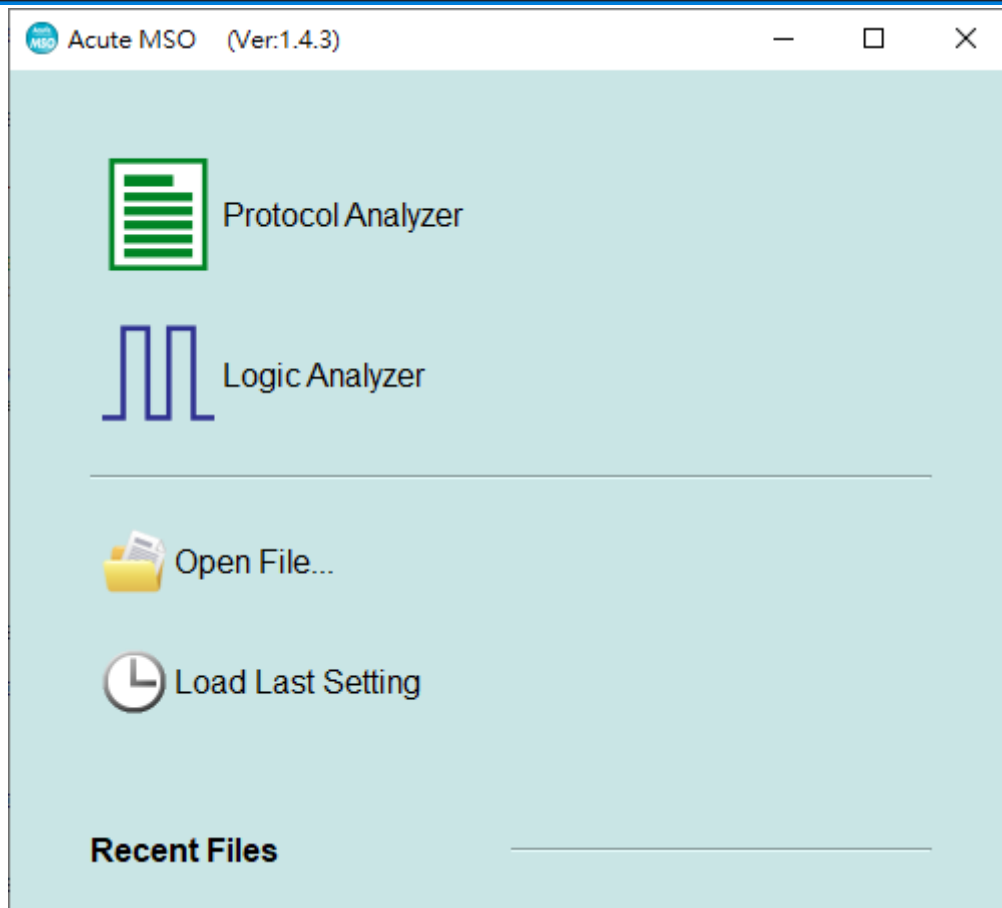 Acute MSO (Ver:1.4.3)
Protocol Analyzer
Logic Analyzer
Open File...
Load Last Setting
Recent Files